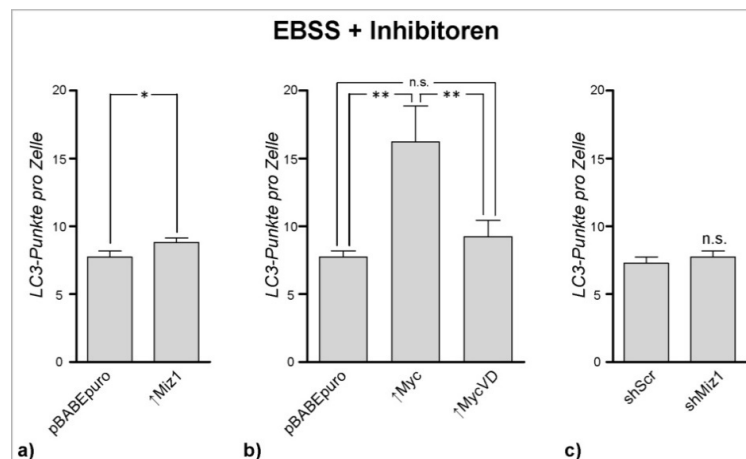 EBSS + Inhibitoren
LC3-Punkte pro Zelle
20
15
10
5
0
*
pBABEpuro
↑Miz1
a)
LC3-Punkte pro Zelle
20
15
10
5
0
n.s.
** **
pBABEpuro
↑Myc
↑MycVD
b)
LC3-Punkte pro Zelle
20
15
10
5
0
n.s.
shScr
shMiz1
c)